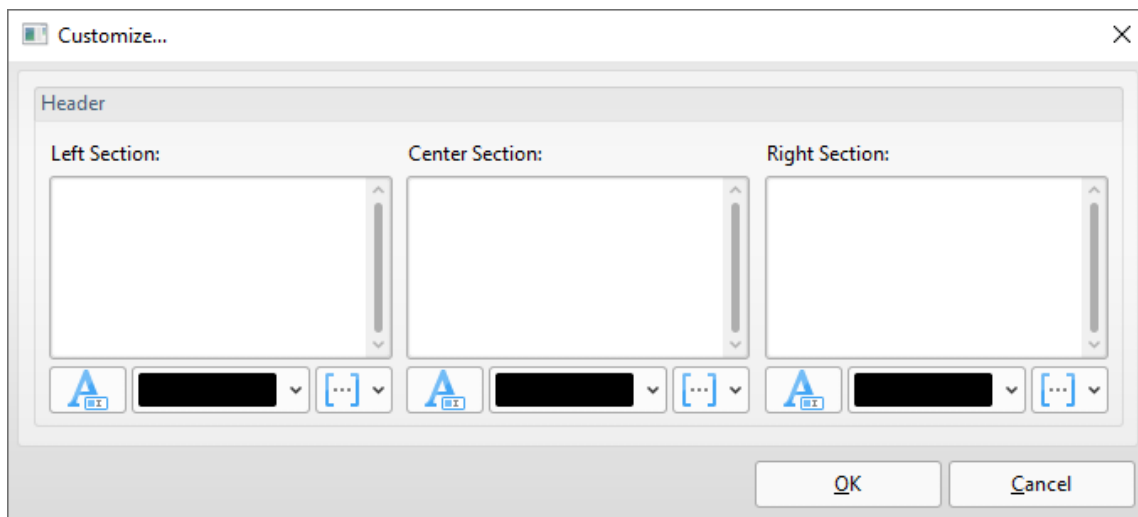 Customize...
Header
Left Section:
Center Section:
Right Section:
OK
Cancel